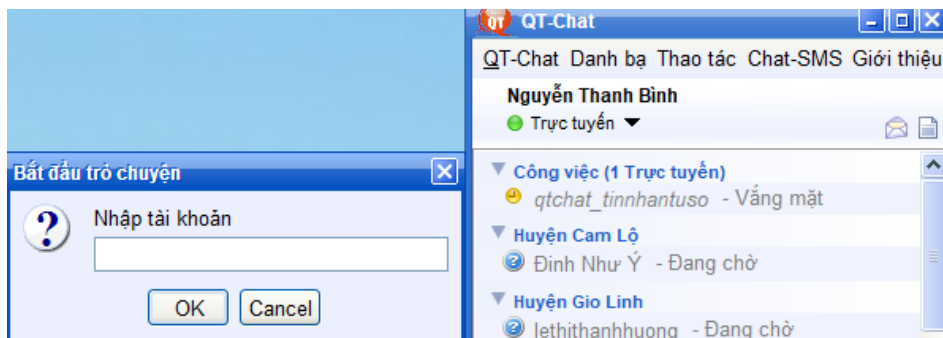 QT QT-Chat
QT-Chat Danh bạ Thao tác Chat-SMS Giới thiệu
Nguyễn Thanh Bình
Trực tuyến
Bắt đầu trò chuyện
Nhập tài khoản
OK Cancel
Công việc (1 Trực tuyến)
qtchat_tinnhantuso - Vắng mặt
Huyện Cam Lộ
Đinh Như Ý - Đang chờ
Huyện Gio Linh
lethithanhhuong - Đang chờ